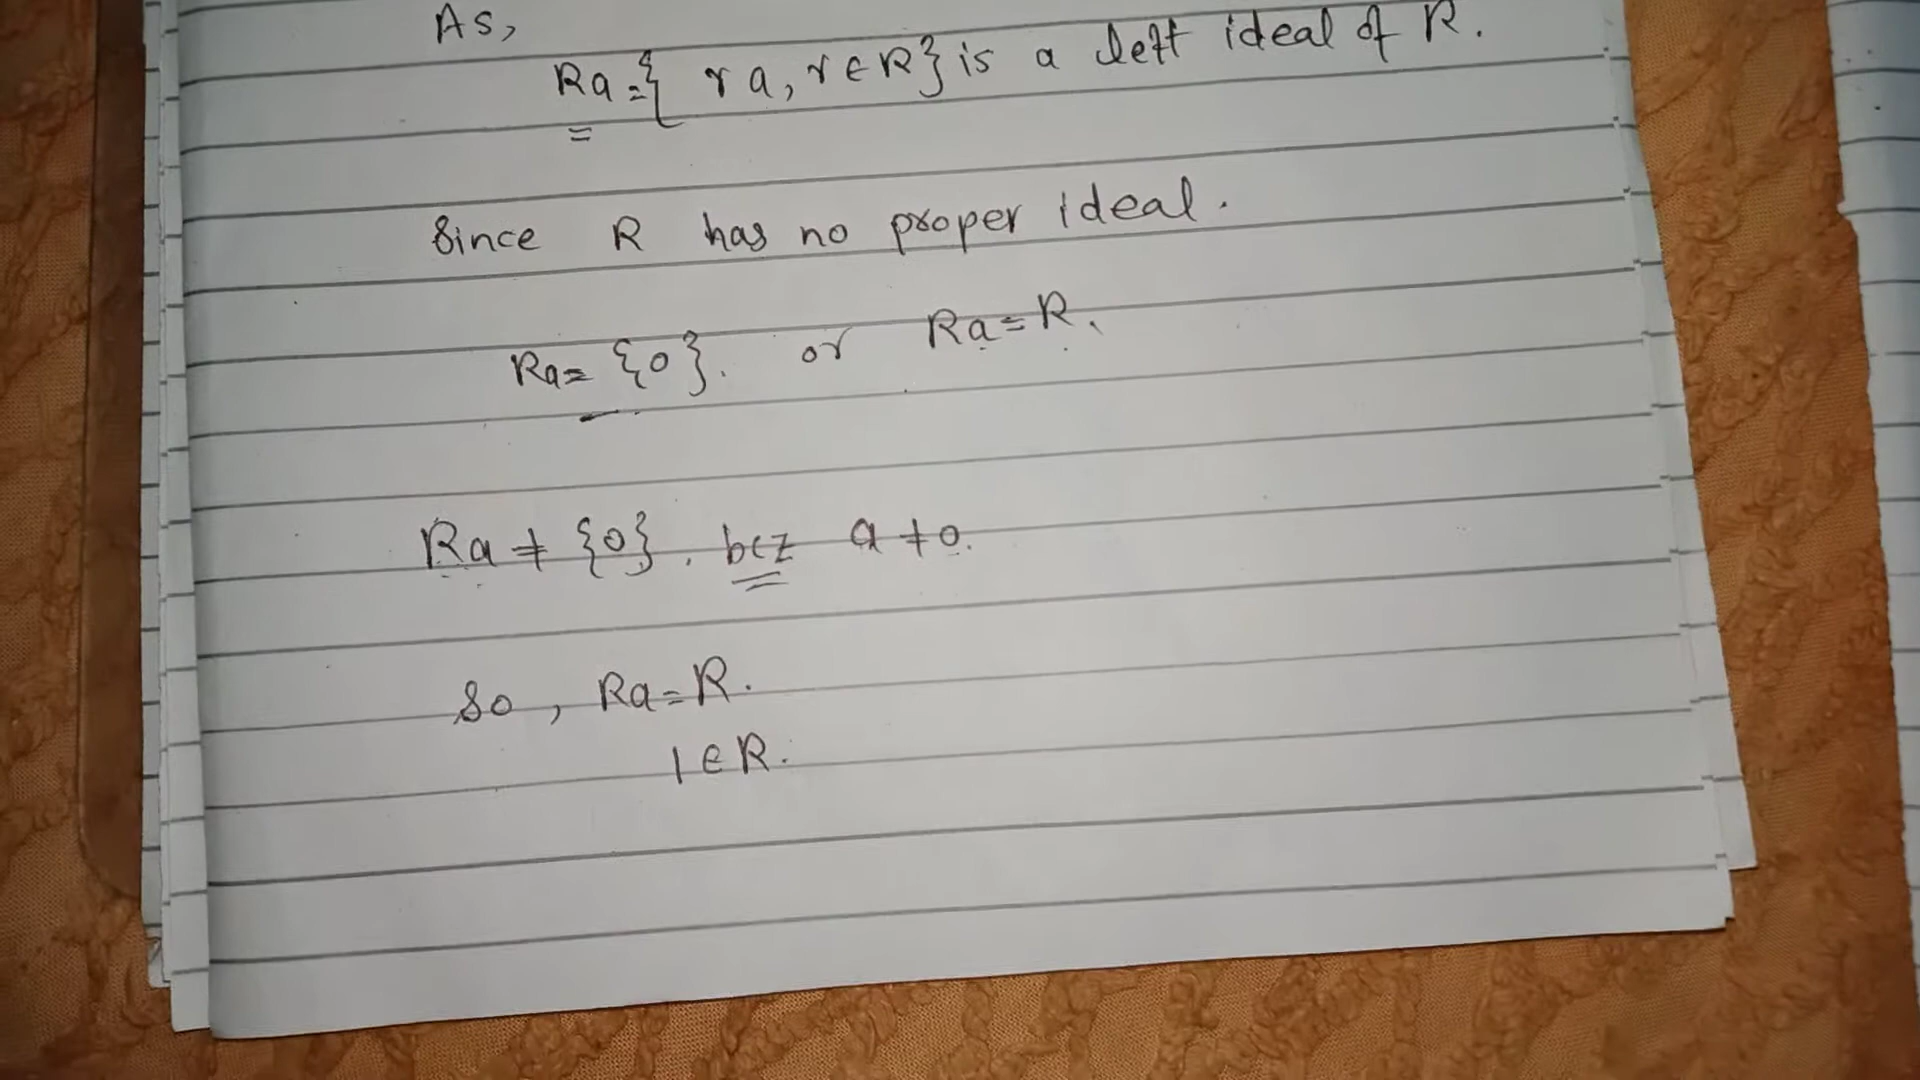 As,
Ra = { ra, r ∈ R } is a left ideal of R.
Since R has no proper ideal.
Ra = {0}. or Ra = R.
Ra ≠ {0}. bcz a ≠ 0.
So, Ra = R.
1 ∈ R.